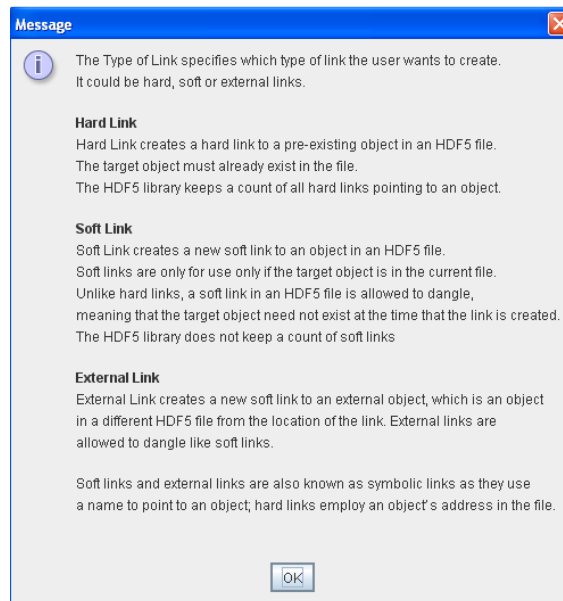 Message
The Type of Link specifies which type of link the user wants to create.
It could be hard, soft or external links.
Hard Link
Hard Link creates a hard link to a pre-existing object in an HDF5 file.
The target object must already exist in the file.
The HDF5 library keeps a count of all hard links pointing to an object.
Soft Link
Soft Link creates a new soft link to an object in an HDF5 file.
Soft links are only for use only if the target object is in the current file.
Unlike hard links, a soft link in an HDF5 file is allowed to dangle,
meaning that the target object need not exist at the time that the link is created.
The HDF5 library does not keep a count of soft links
External Link
External Link creates a new soft link to an external object, which is an object
in a different HDF5 file from the location of the link. External links are
allowed to dangle like soft links.
Soft links and external links are also known as symbolic links as they use
a name to point to an object; hard links employ an object's address in the file.
OK